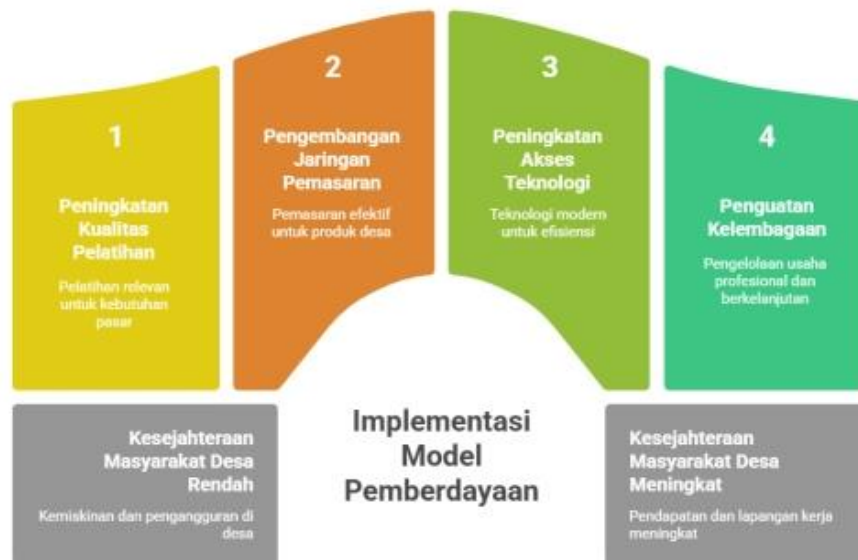 1
Peningkatan
Kualitas
Pelatihan
Pelatihan relevan
untuk kebutuhan
pasar
2
Pengembangan
Jaringan
Pemasaran
Pemasaran efektif
untuk produk desa
3
Peningkatan
Akses
Teknologi
Teknologi modern
untuk efisiensi
4
Penguatan
Kelembagaan
Pengelolaan usaha
profesional dan
berkelanjutan
Kesejahteraan
Masyarakat Desa
Rendah
Kemiskinan dan pengangguran di
desa
Implementasi
Model
Pemberdayaan
Kesejahteraan
Masyarakat Desa
Meningkat
Pendapatan dan lapangan kerja
meningkat